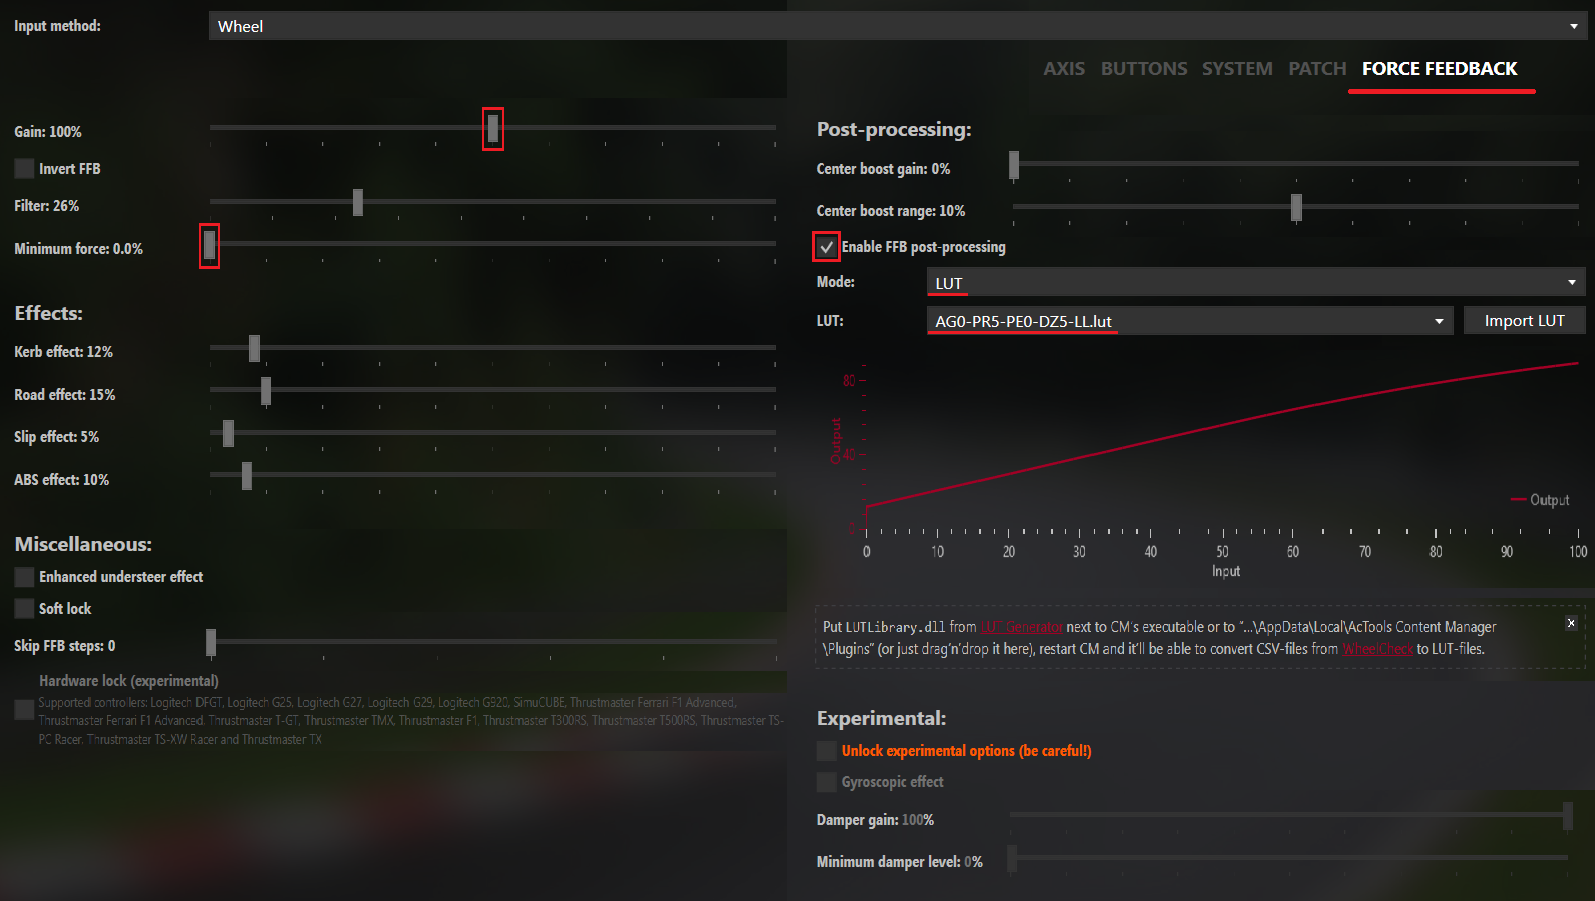 Input method:
Wheel
AXIS BUTTONS SYSTEM PATCH FORCE FEEDBACK
Gain: 100%
Invert FFB
Filter: 26%
Minimum force: 0.0%
Effects:
Kerb effect: 12%
Road effect: 15%
Slip effect: 5%
ABS effect: 10%
Miscellaneous:
Enhanced understeer effect
Soft lock
Skip FFB steps: 0
Hardware lock (experimental)
Supported controllers: Logitech DFGT, Logitech G25, Logitech G27, Logitech G29, Logitech G920, SimuCUBE, Thrustmaster Ferrari F1 Advanced,
Thrustmaster Ferrari F1 Advanced, Thrustmaster T-GT, Thrustmaster TMX, Thrustmaster F1, Thrustmaster T300RS, Thrustmaster T500RS, Thrustmaster TS-
PC Racer, Thrustmaster TS-XW Racer and Thrustmaster TX
Post-processing:
Center boost gain: 0%
Center boost range: 10%
Enable FFB post-processing
Mode:
LUT
LUT:
AG0-PR5-PE0-DZ5-LL.lut
Import LUT
80
40
Output
Output
0 10 20 30 40 50 60 70 80 90 100
Input
Put LUTLibrary.dll from LUT Generator next to CM's executable or to “…\AppData\Local\AcTools Content Manager
\Plugins” (or just drag'n'drop it here), restart CM and it'll be able to convert CSV-files from WheelCheck to LUT-files.
Experimental:
Unlock experimental options (be careful!)
Gyroscopic effect
Damper gain: 100%
Minimum damper level: 0%